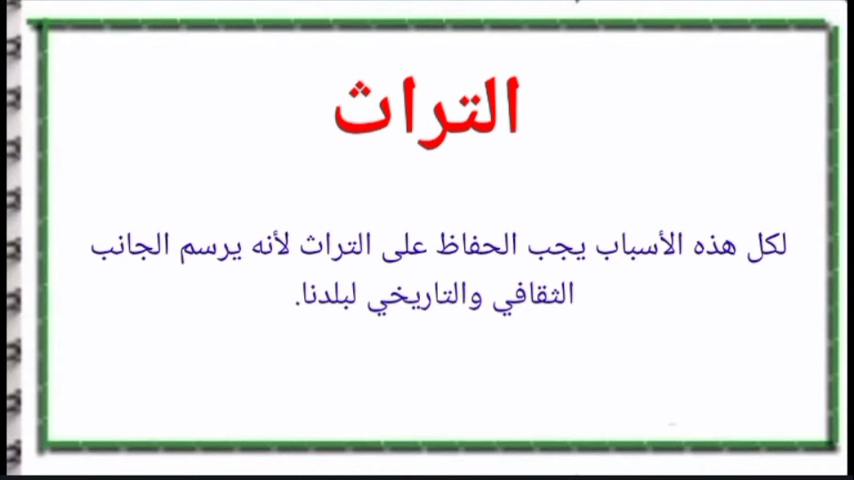 التراث
لكل هذه الأسباب يجب الحفاظ على التراث لأنه يرسم الجانب
الثقافي والتاريخي لبلدنا.